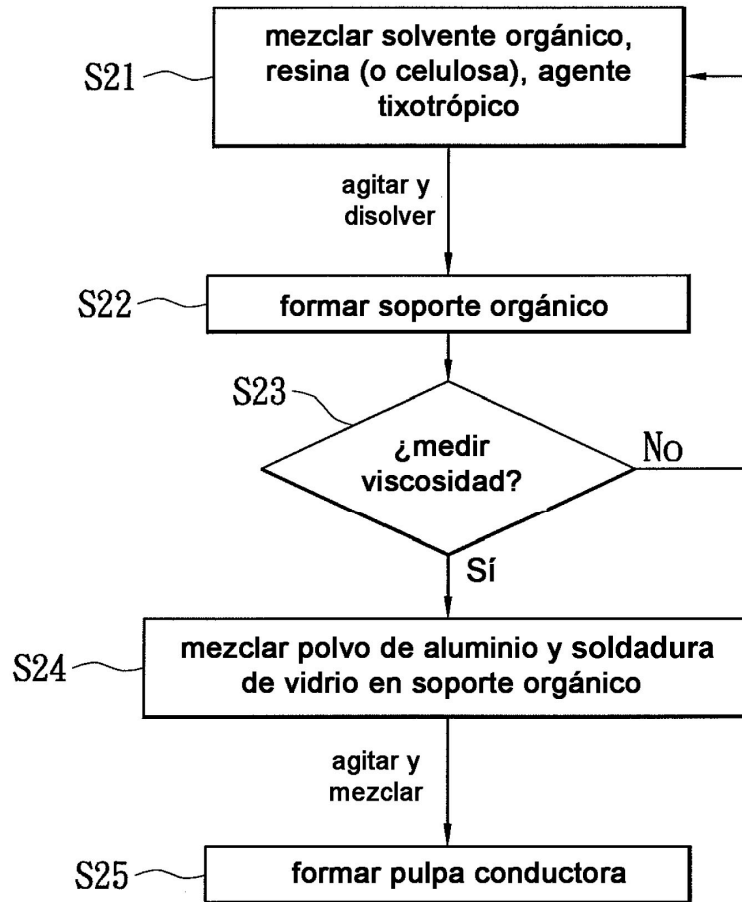 mezclar solvente orgánico,
resina (o celulosa), agente
tixotrópico
S21
agitar y
disolver
S22
formar soporte orgánico
S23
¿medir
viscosidad?
No
Sí
mezclar polvo de aluminio y soldadura
de vidrio en soporte orgánico
S24
agitar y
mezclar
S25
formar pulpa conductora